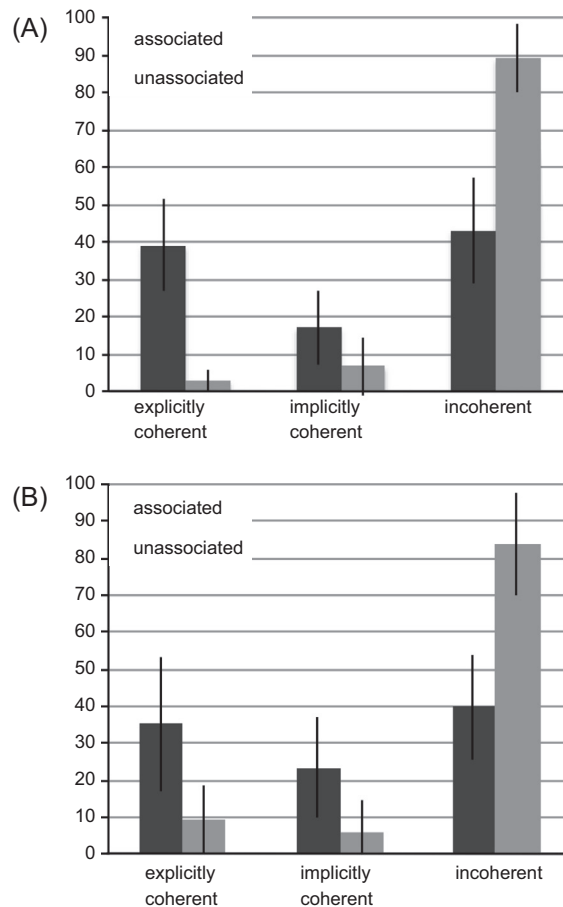 (A)
100
90
80
70
60
50
40
30
20
10
0
associated
unassociated
explicitly
coherent
implicitly
coherent
incoherent
(B)
100
90
80
70
60
50
40
30
20
10
0
associated
unassociated
explicitly
coherent
implicitly
coherent
incoherent